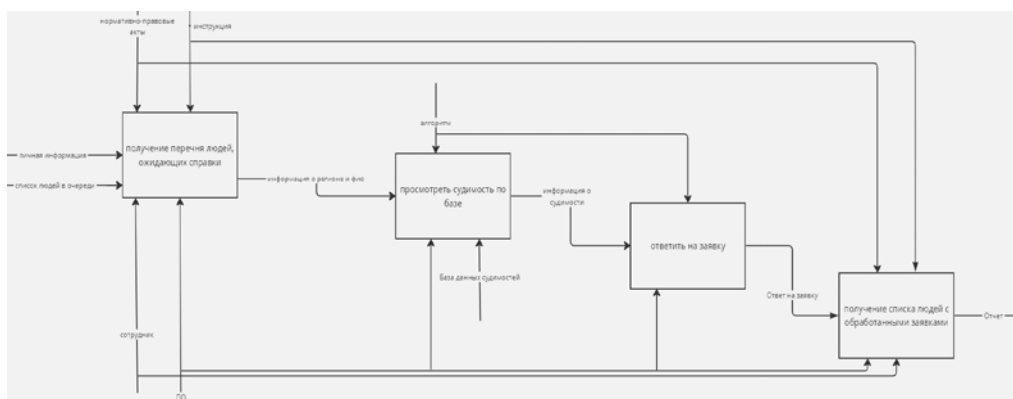 нормативно-правовые
акты
инструкция
получение перечня людей,
ожидающих справки
личная информация
список людей в очереди
информация о регионе и фио
алгоритм
просмотреть судимость по
базе
информация о
судимости
ответить на заявку
База данных судимостей
Ответ на заявку
получение списка людей с
обработанными заявками
Отчет
сотрудник
ПО